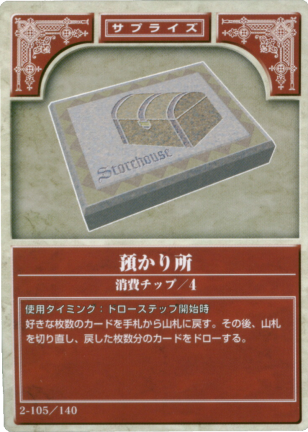 サプライズ
Storehouse
預かり所
消費チップ/4
使用タイミング：ドローステップ開始時
好きな枚数のカードを手札から山札に戻す。その後、山札
を切り直し、戻した枚数分のカードをドローする。
2-105/140